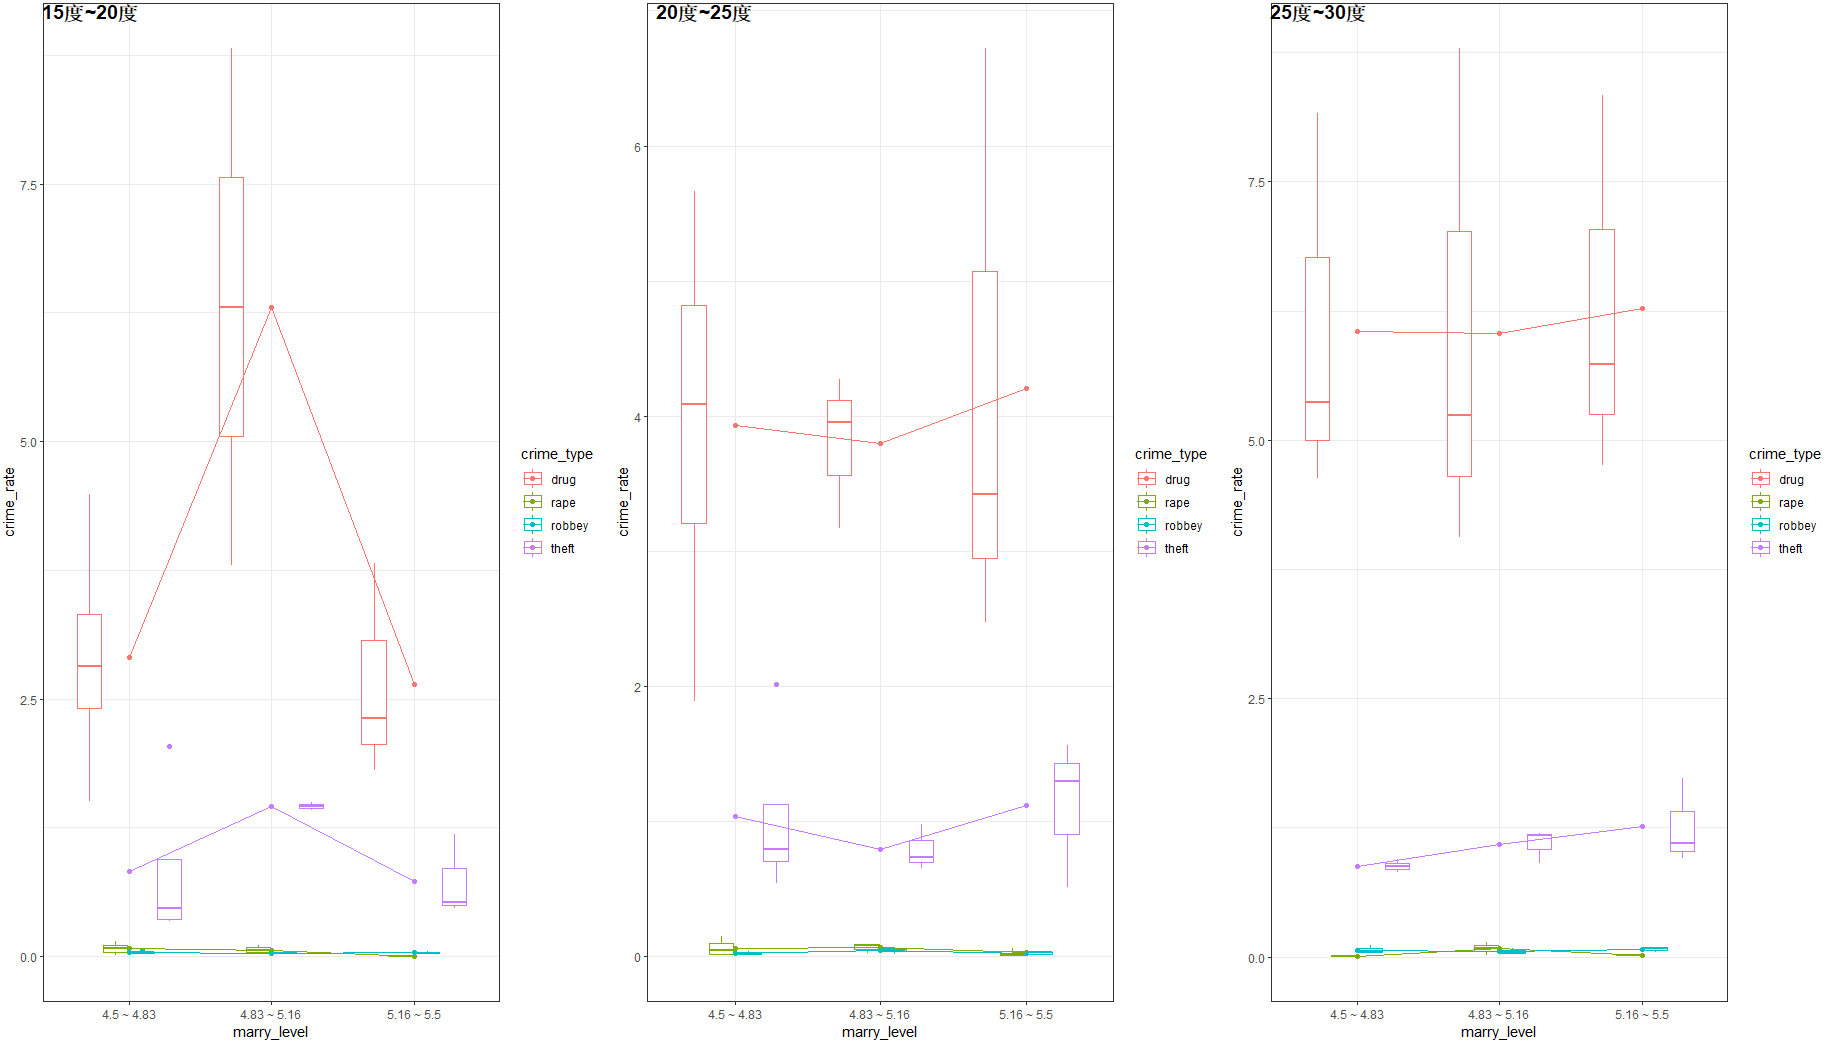 15度~20度
7.5
5.0
2.5
0.0
crime_rate
4.5 ~ 4.83
4.83 ~ 5.16
5.16 ~ 5.5
marry_level
crime_type
drug
rape
robbey
theft
20度~25度
6
4
2
0
crime_rate
4.5 ~ 4.83
4.83 ~ 5.16
5.16 ~ 5.5
marry_level
crime_type
drug
rape
robbey
theft
25度~30度
7.5
5.0
2.5
0.0
crime_rate
4.5 ~ 4.83
4.83 ~ 5.16
5.16 ~ 5.5
marry_level
crime_type
drug
rape
robbey
theft